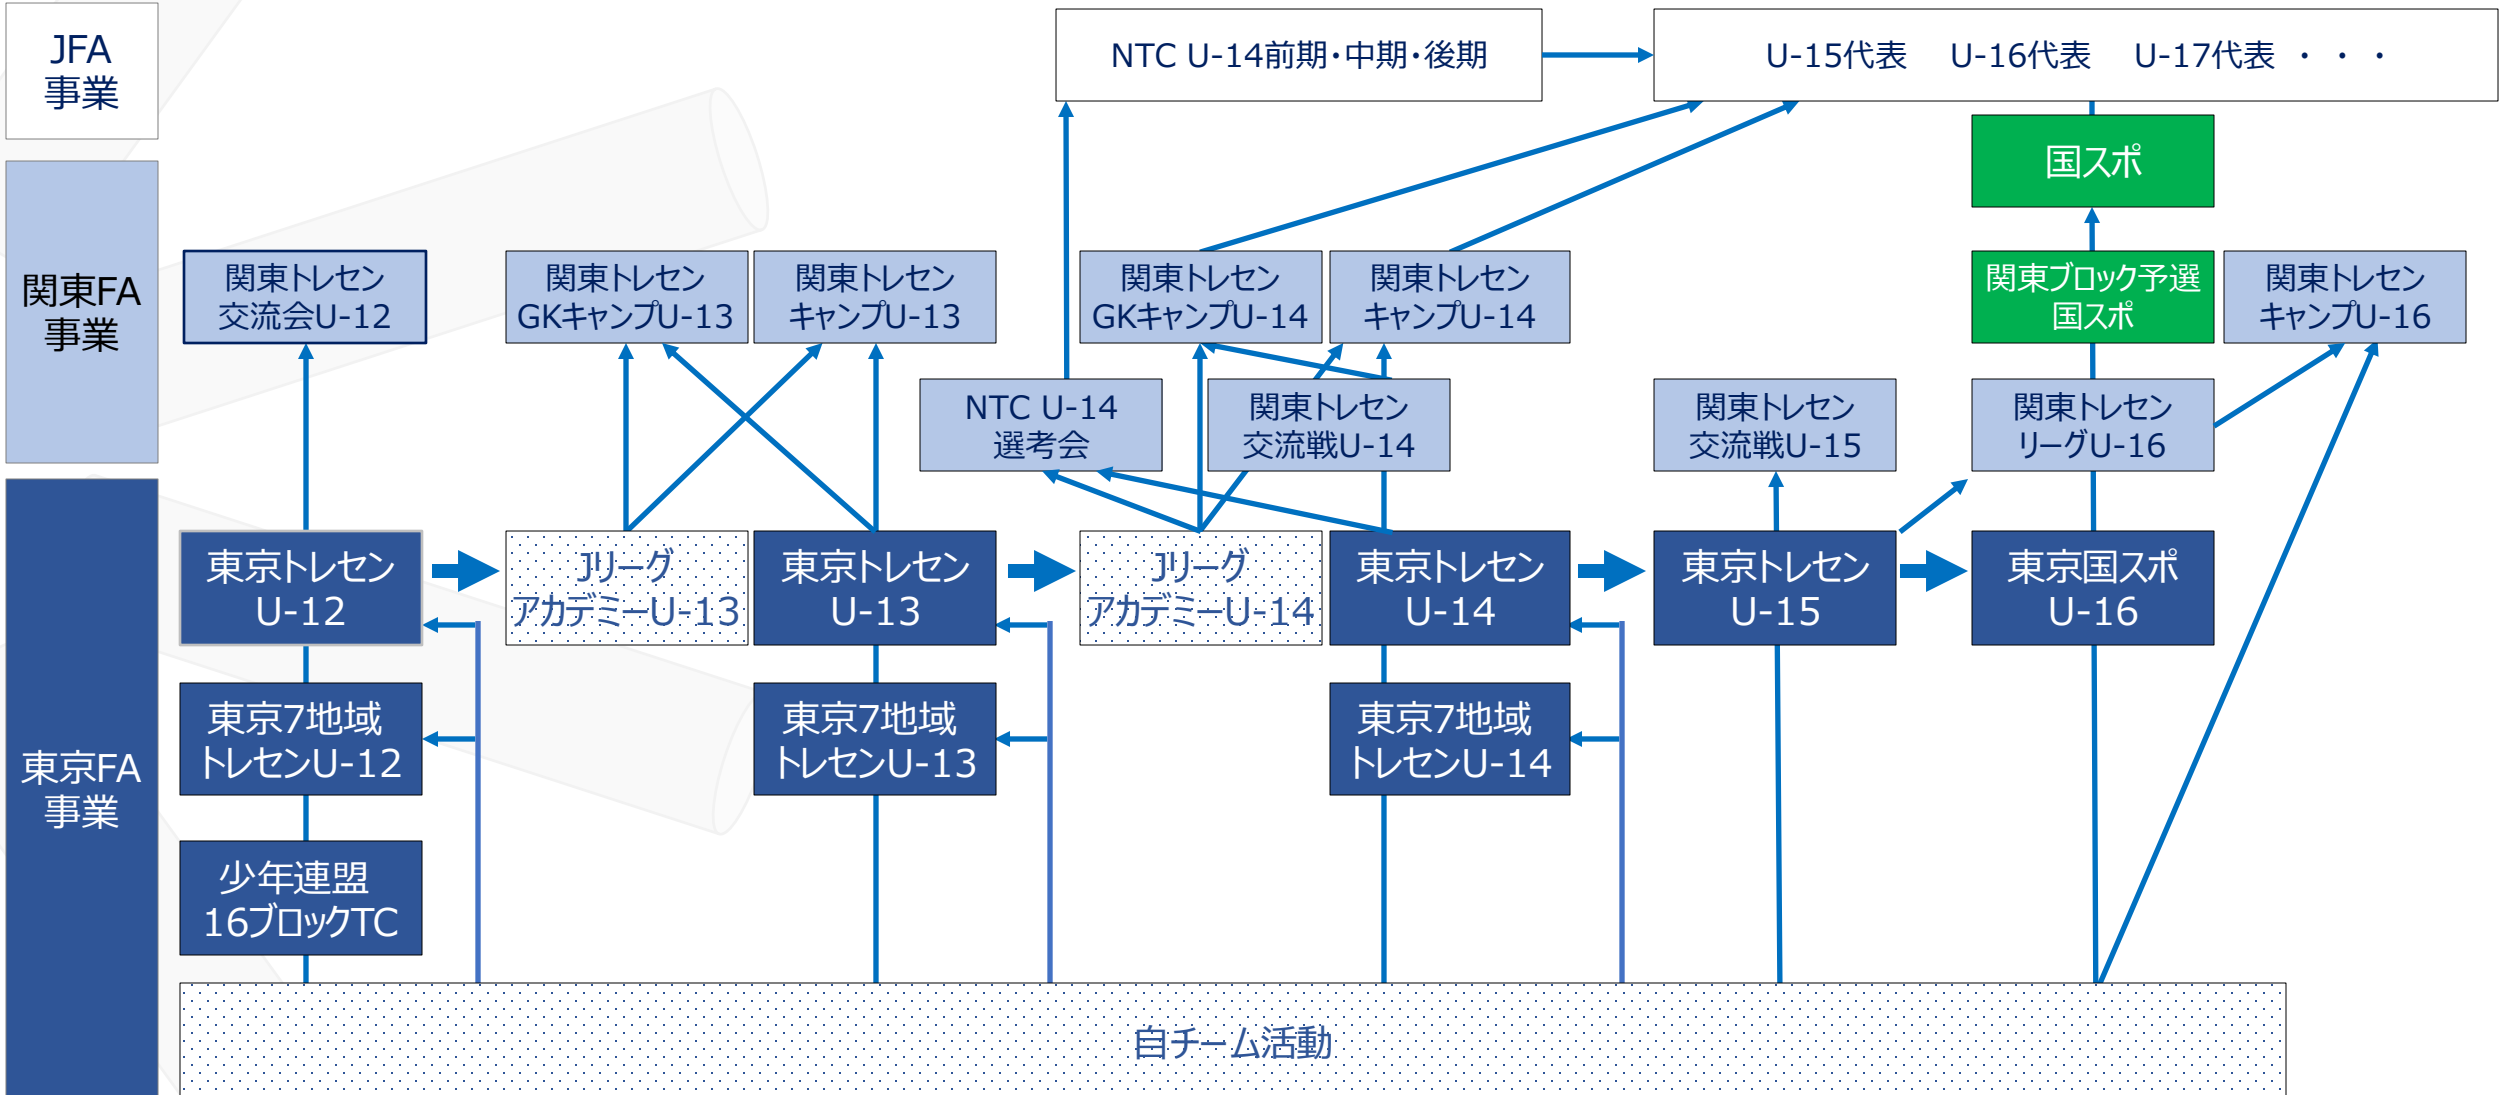 JFA
事業
NTC U-14前期・中期・後期
U-15代表 U-16代表 U-17代表 ・ ・ ・
国スポ
関東FA
事業
関東トレセン
交流会U-12
関東トレセン
GKキャンプU-13
関東トレセン
キャンプU-13
関東トレセン
GKキャンプU-14
関東トレセン
キャンプU-14
関東ブロック予選
国スポ
関東トレセン
キャンプU-16
NTC U-14
選考会
関東トレセン
交流戦U-14
関東トレセン
交流戦U-15
関東トレセン
リーグU-16
東京FA
事業
東京トレセン
U-12
Jリーグ
アカデミーU-13
東京トレセン
U-13
Jリーグ
アカデミーU-14
東京トレセン
U-14
東京トレセン
U-15
東京国スポ
U-16
東京7地域
トレセンU-12
東京7地域
トレセンU-13
東京7地域
トレセンU-14
少年連盟
16ブロックTC
自チーム活動